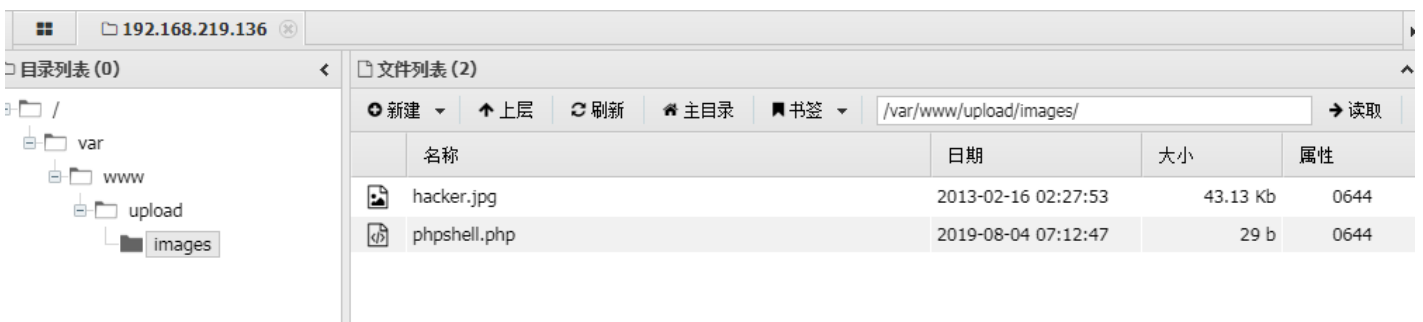 192.168.219.136
目录列表 (0)
文件列表 (2)
新建 上层 刷新 主目录 书签 /var/www/upload/images/ 读取
/
var
www
upload
images
名称 日期 大小 属性
hacker.jpg 2013-02-16 02:27:53 43.13 Kb 0644
phpshell.php 2019-08-04 07:12:47 29 b 0644